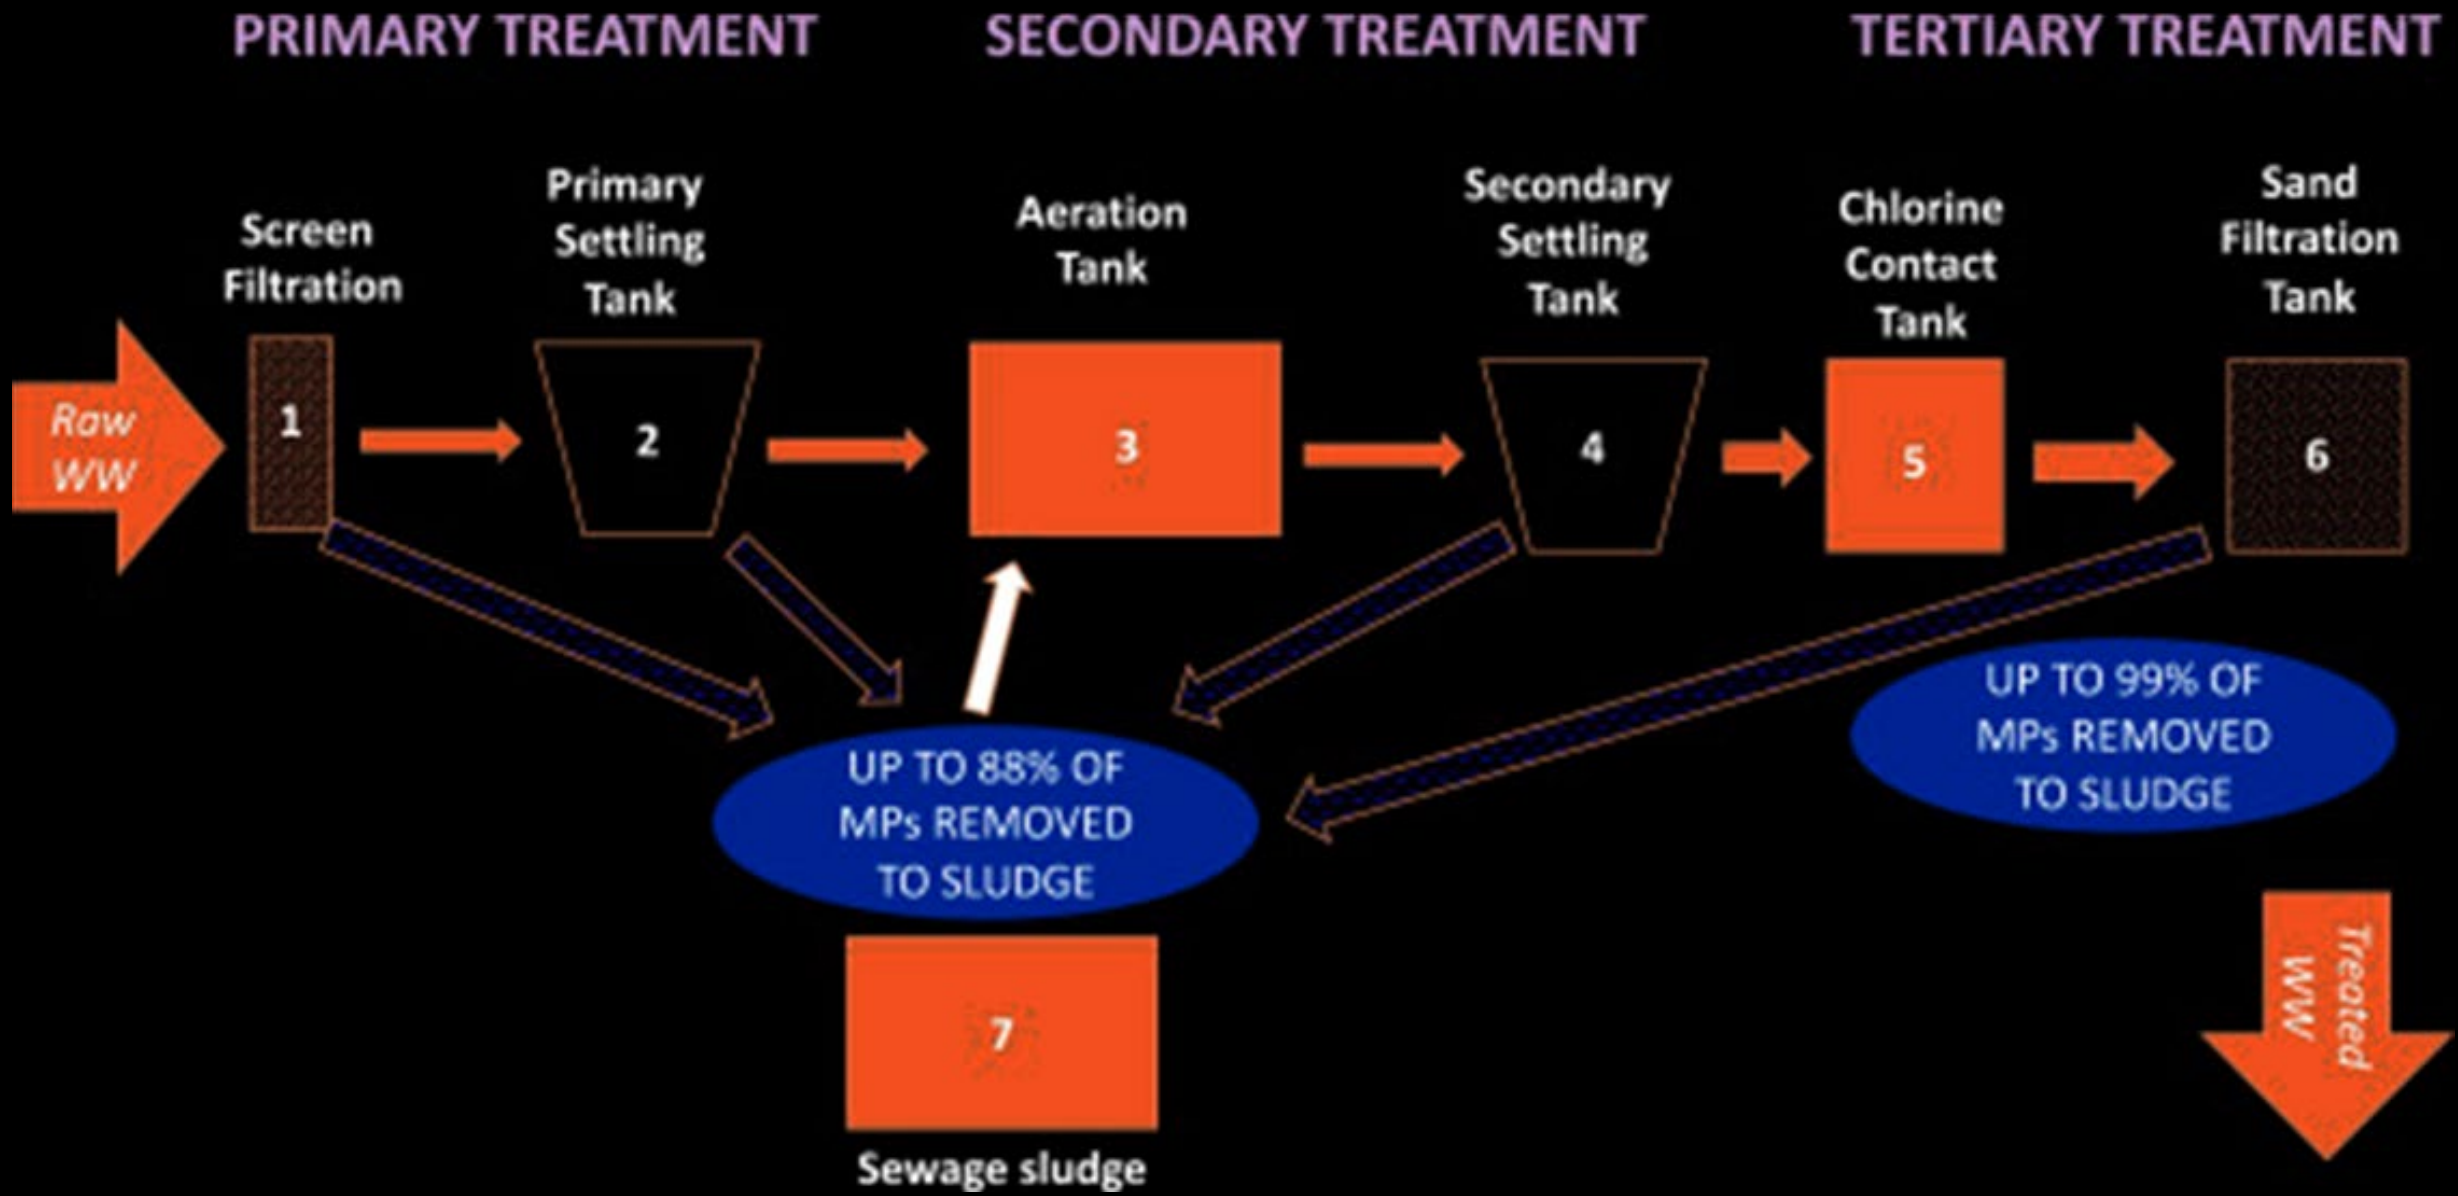 PRIMARY TREATMENT
SECONDARY TREATMENT
TERTIARY TREATMENT
Screen
Filtration
Primary
Settling
Tank
Aeration
Tank
Secondary
Settling
Tank
Chlorine
Contact
Tank
Sand
Filtration
Tank
Raw
WW
1
2
3
4
5
6
UP TO 88% OF
MPs REMOVED
TO SLUDGE
UP TO 99% OF
MPs REMOVED
TO SLUDGE
7
Sewage sludge
Treated
WW